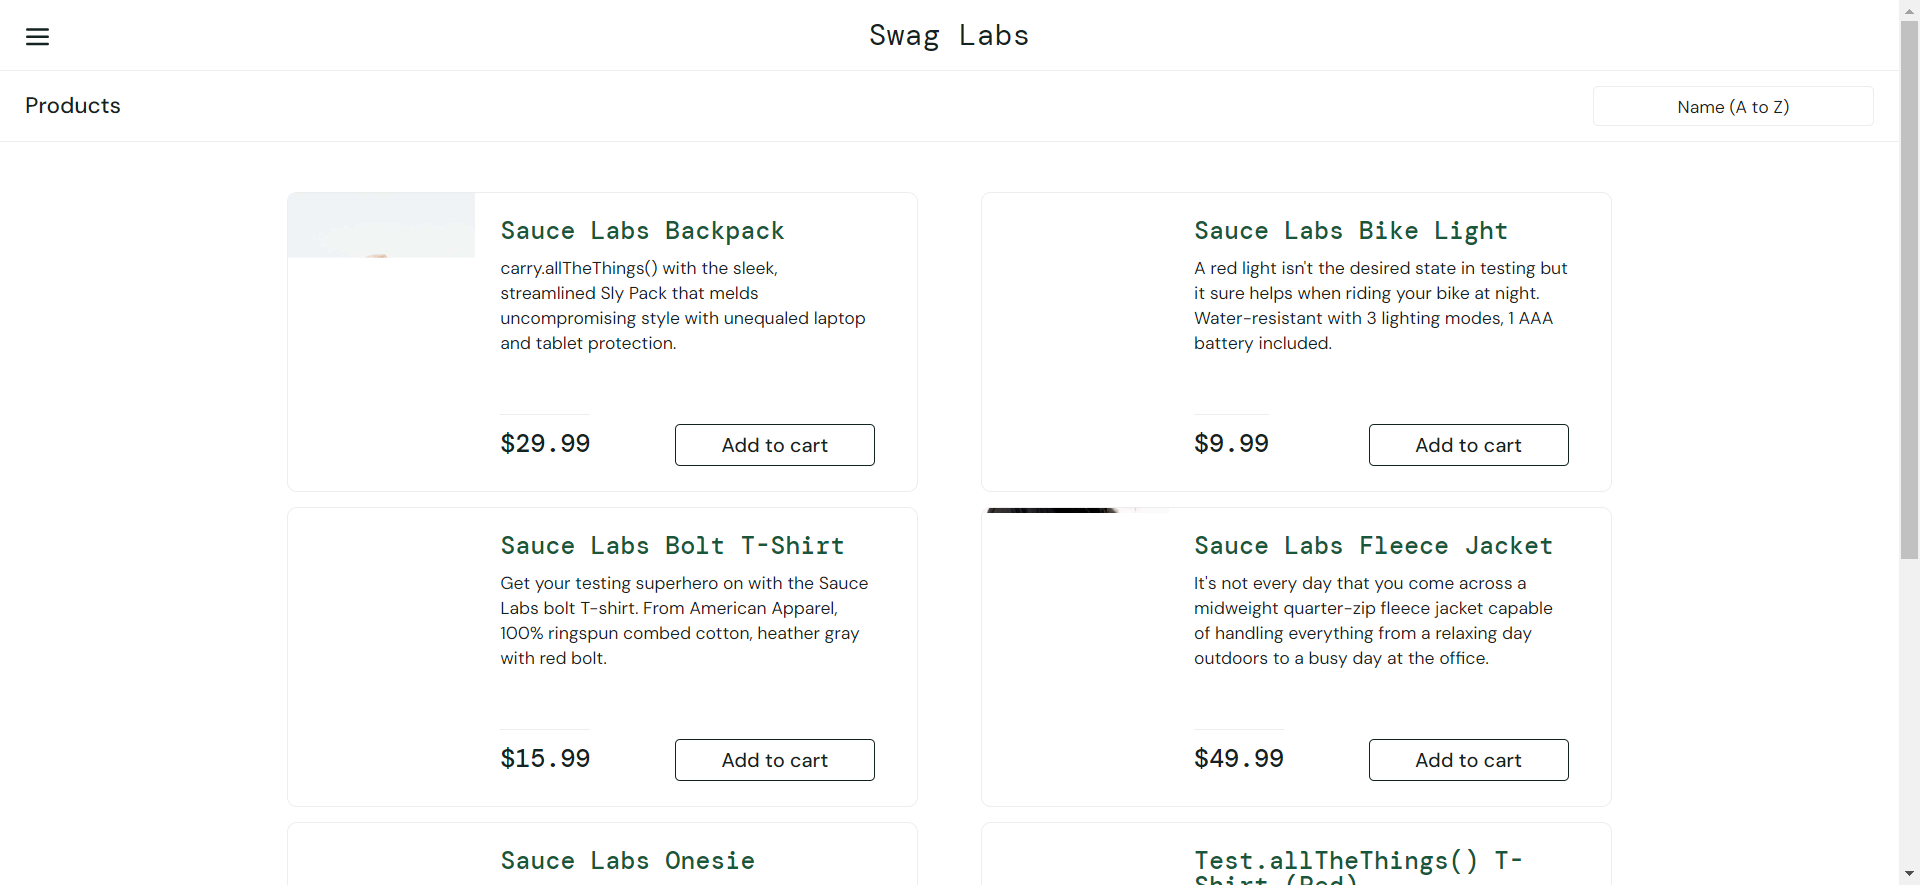 Swag Labs
Products
Name (A to Z)
Sauce Labs Backpack
carry.allTheThings() with the sleek,
streamlined Sly Pack that melds
uncompromising style with unequaled laptop
and tablet protection.
$29.99
Add to cart
Sauce Labs Bike Light
A red light isn't the desired state in testing but
it sure helps when riding your bike at night.
Water-resistant with 3 lighting modes, 1 AAA
battery included.
$9.99
Add to cart
Sauce Labs Bolt T-Shirt
Get your testing superhero on with the Sauce
Labs bolt T-shirt. From American Apparel,
100% ringspun combed cotton, heather gray
with red bolt.
$15.99
Add to cart
Sauce Labs Fleece Jacket
It's not every day that you come across a
midweight quarter-zip fleece jacket capable
of handling everything from a relaxing day
outdoors to a busy day at the office.
$49.99
Add to cart
Sauce Labs Onesie
Test.allTheThings() T-
Shirt (Red)